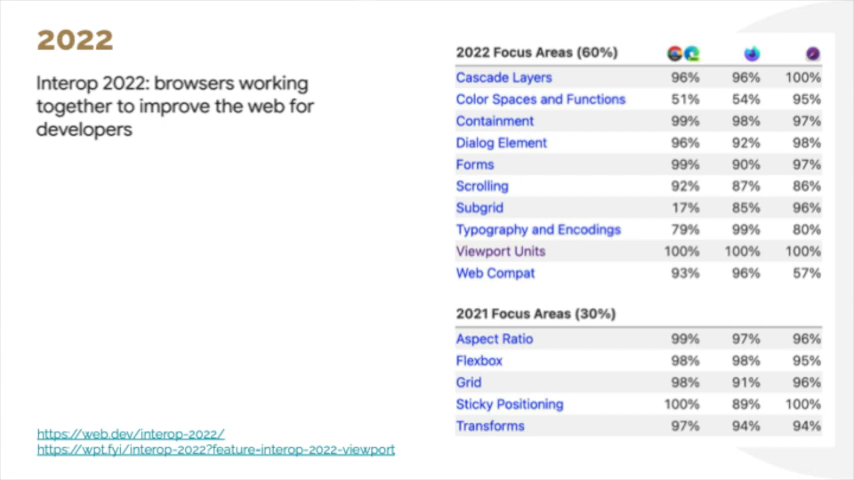 2022
Interop 2022: browsers working
together to improve the web for
developers
2022 Focus Areas (60%)
Cascade Layers 96% 96% 100%
Color Spaces and Functions 51% 54% 95%
Containment 99% 98% 97%
Dialog Element 96% 92% 98%
Forms 99% 90% 97%
Scrolling 92% 87% 86%
Subgrid 17% 85% 96%
Typography and Encodings 79% 99% 80%
Viewport Units 100% 100% 100%
Web Compat 93% 96% 57%
2021 Focus Areas (30%)
Aspect Ratio 99% 97% 96%
Flexbox 98% 98% 95%
Grid 98% 91% 96%
Sticky Positioning 100% 89% 100%
Transforms 97% 94% 94%
https://web.dev/interop-2022/
https://wpt.fyi/interop-2022?feature=interop-2022-viewport